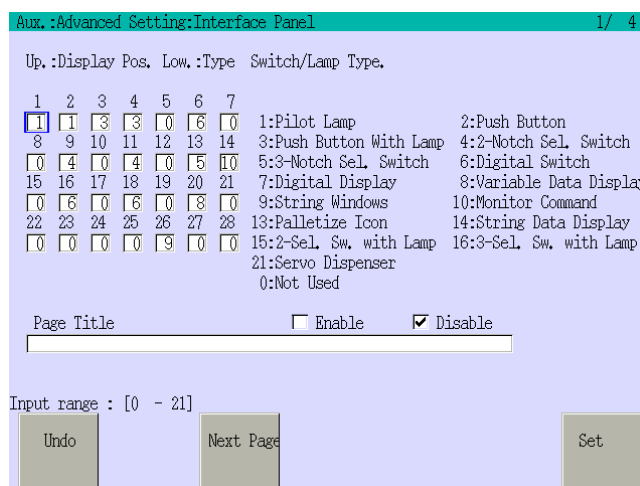 Aux.:Advanced Setting:Interface Panel 1/ 4
Up.:Display Pos. Low.:Type Switch/Lamp Type.
1 2 3 4 5 6 7
1 1 3 3 0 6 0 1:Pilot Lamp 2:Push Button
8 9 10 11 12 13 14 3:Push Button With Lamp 4:2-Notch Sel. Switch
0 4 0 4 0 5 10 5:3-Notch Sel. Switch 6:Digital Switch
15 16 17 18 19 20 21 7:Digital Display 8:Variable Data Display
0 6 0 6 0 8 0 9:String Windows 10:Monitor Command
22 23 24 25 26 27 28 13:Palletize Icon 14:String Data Display
0 0 0 0 9 0 0 15:2-Sel. Sw. with Lamp 16:3-Sel. Sw. with Lamp
21:Servo Dispenser
0:Not Used
Page Title Enable Disable
Input range : [0 - 21]
Undo Next Page Set